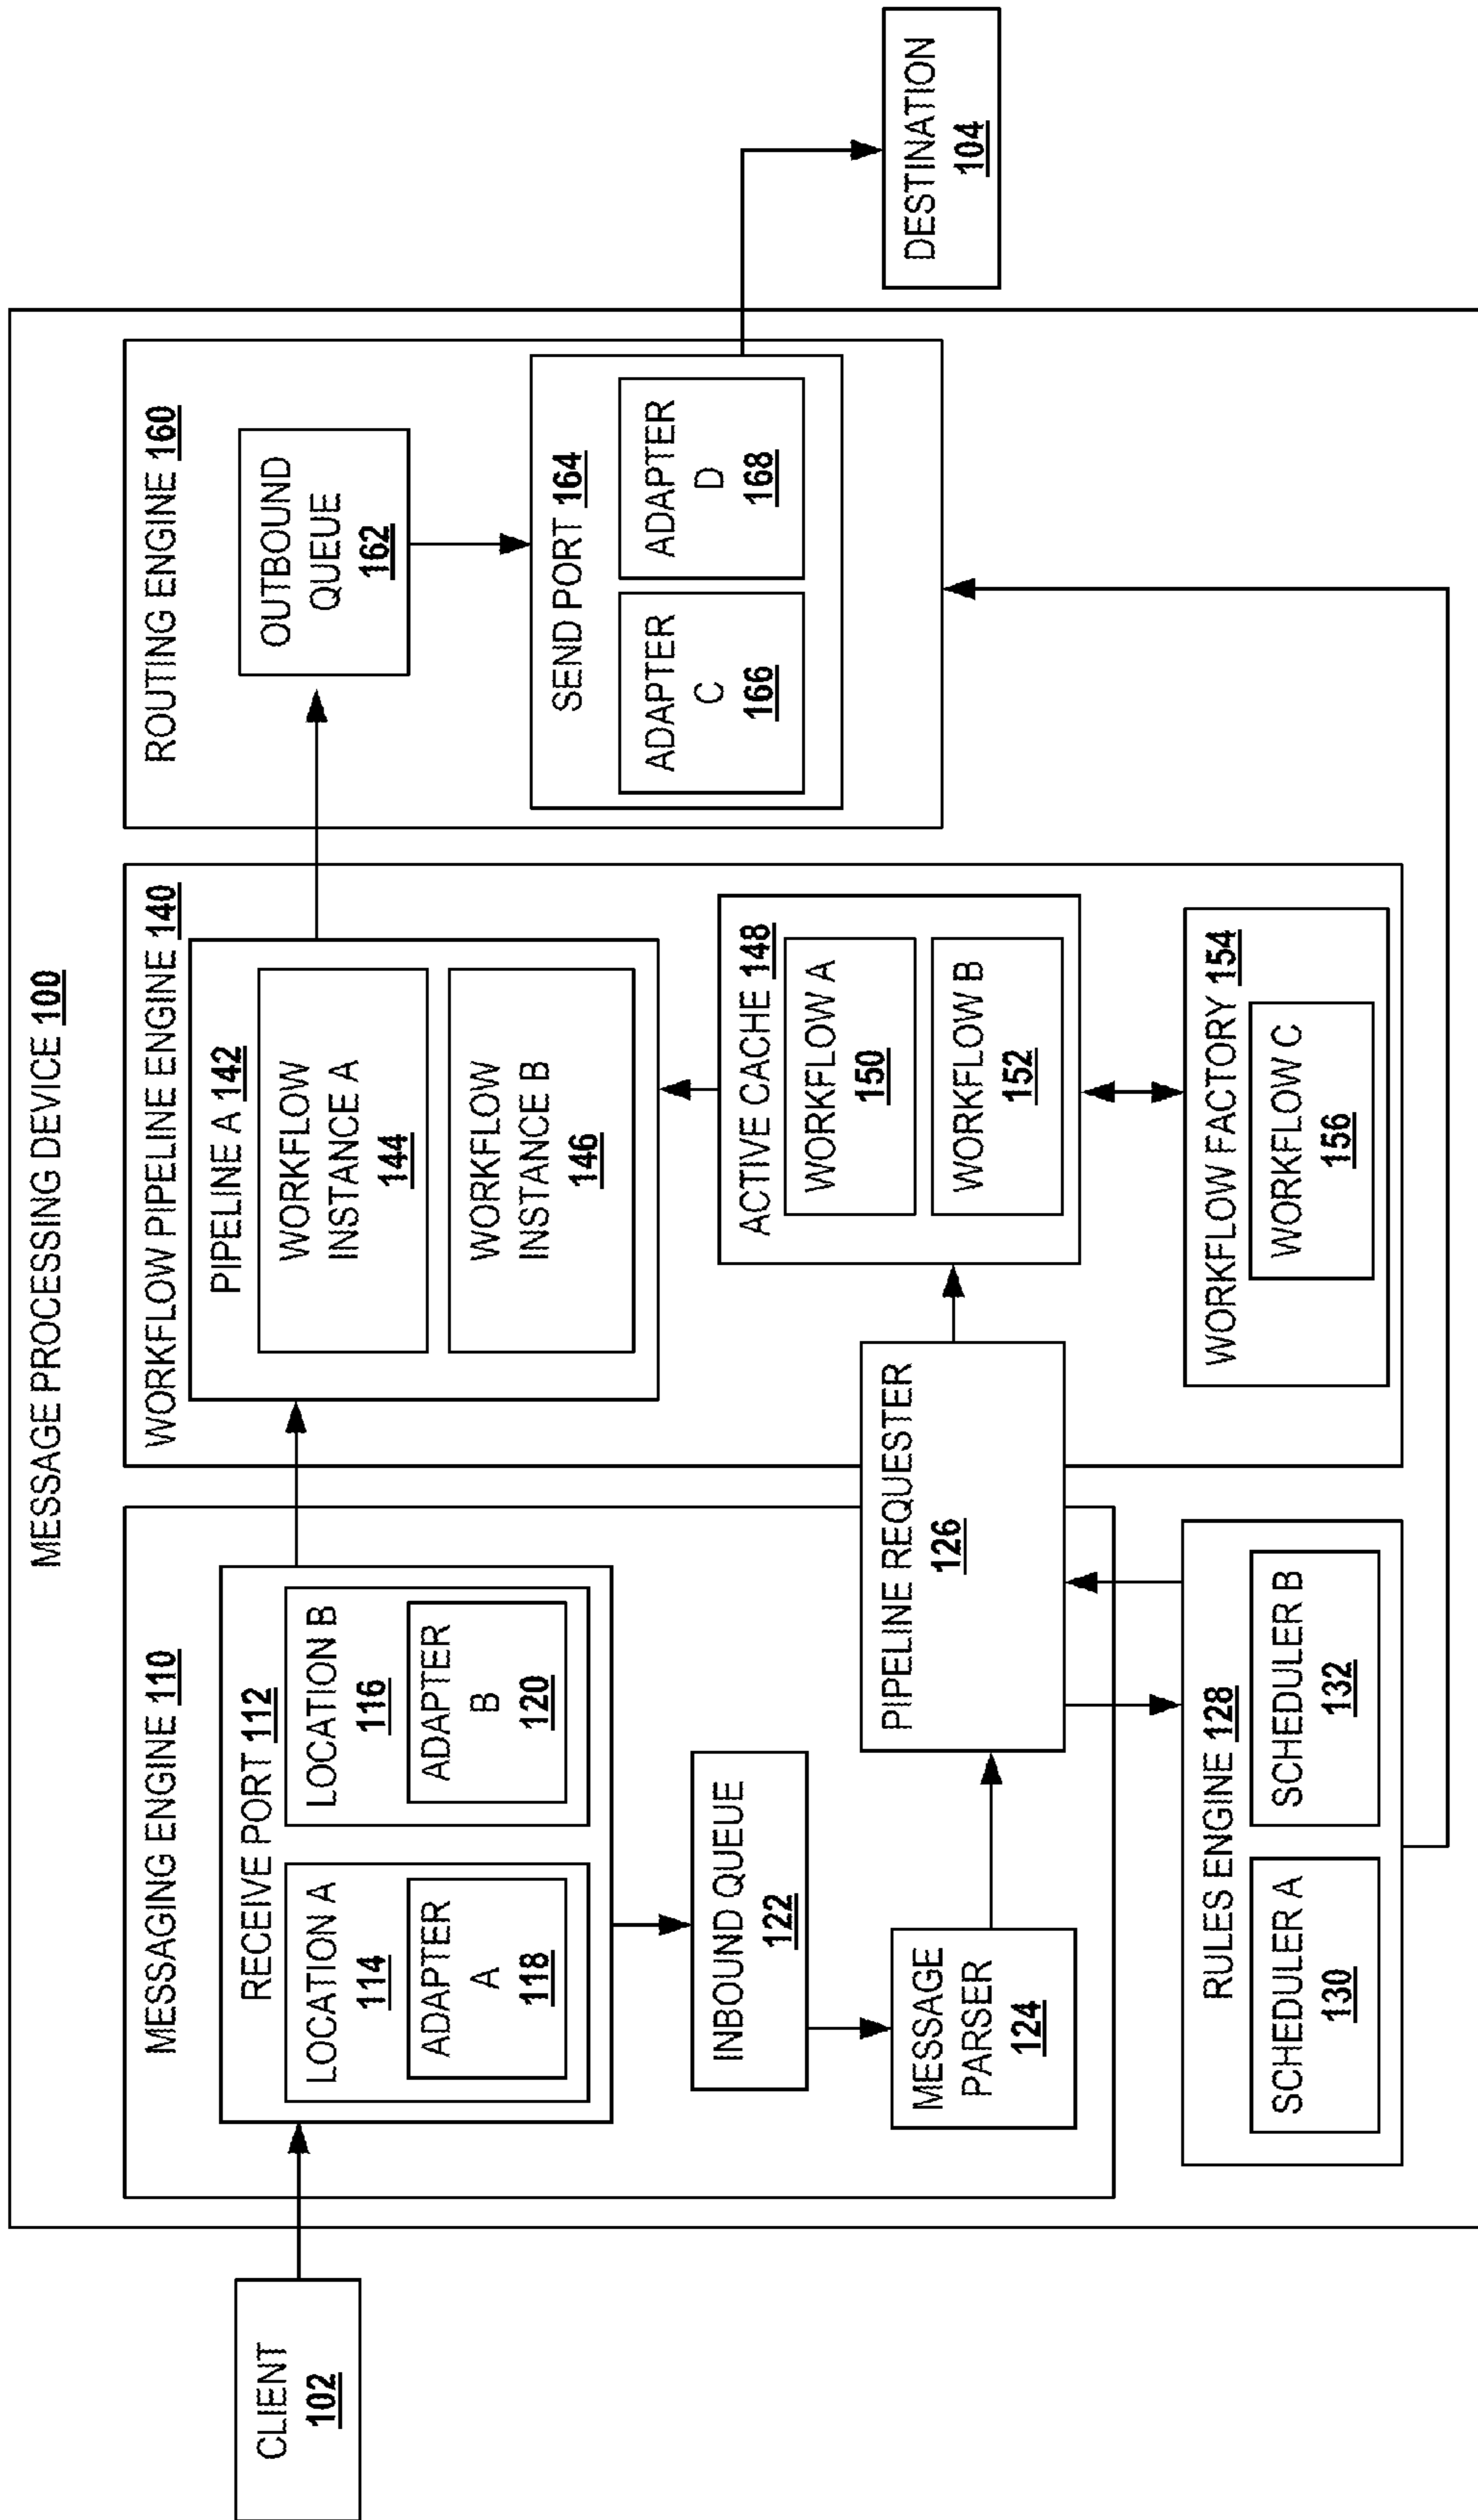 MESSAGE PROCESSING DEVICE 100
CLIENT
102
MESSAGING ENGINE 110
RECEIVE PORT 112
LOCATION A
114
ADAPTER
A
118
LOCATION B
116
ADAPTER
B
120
INBOUND QUEUE
122
MESSAGE
PARSER
124
PIPELINE REQUESTER
126
RULES ENGINE 128
SCHEDULER A
130
SCHEDULER B
132
WORKFLOW PIPELINE ENGINE 140
PIPELINE A 142
WORKFLOW
INSTANCE A
144
WORKFLOW
INSTANCE B
146
ACTIVE CACHE 148
WORKFLOW A
150
WORKFLOW B
152
WORKFLOW FACTORY 154
WORKFLOW C
156
ROUTING ENGINE 160
OUTBOUND
QUEUE
162
SEND PORT 164
ADAPTER
C
166
ADAPTER
D
168
DESTINATION
104